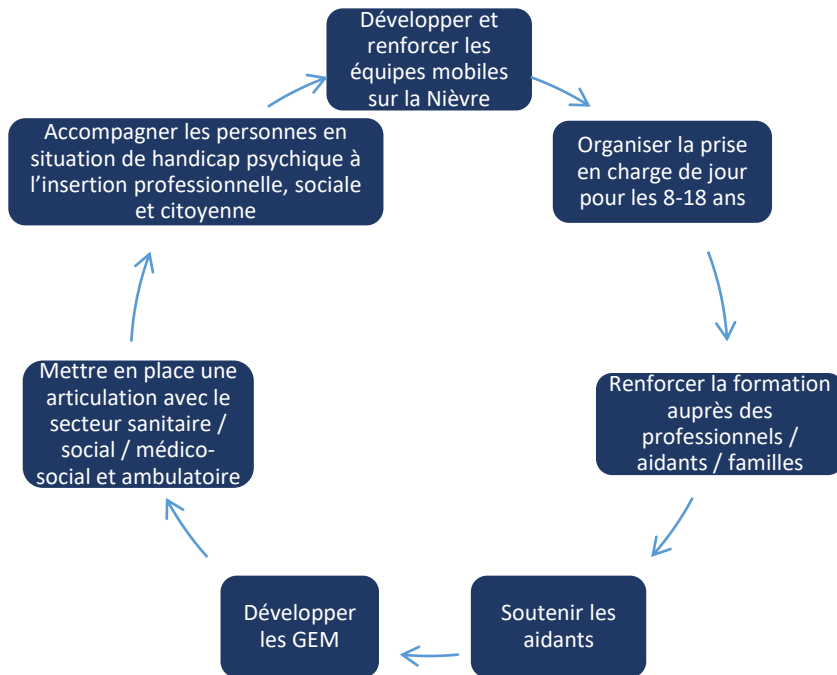 Développer et
renforcer les
équipes mobiles
sur la Nièvre
Organiser la prise
en charge de jour
pour les 8-18 ans
Renforcer la formation
auprès des
professionnels /
aidants / familles
Soutenir les
aidants
Développer
les GEM
Mettre en place une
articulation avec le
secteur sanitaire /
social / médico-
social et ambulatoire
Accompagner les personnes en
situation de handicap psychique à
l’insertion professionnelle, sociale
et citoyenne